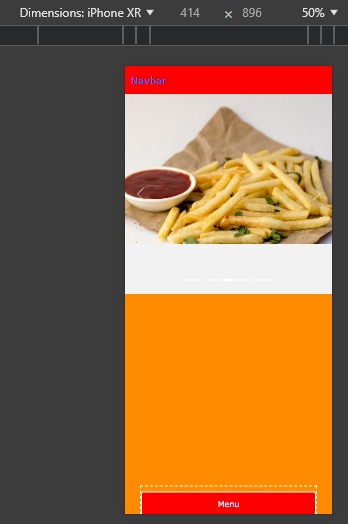 Dimensions: iPhone XR ▼ 414 × 896 50% ▼
Navbar
Menu